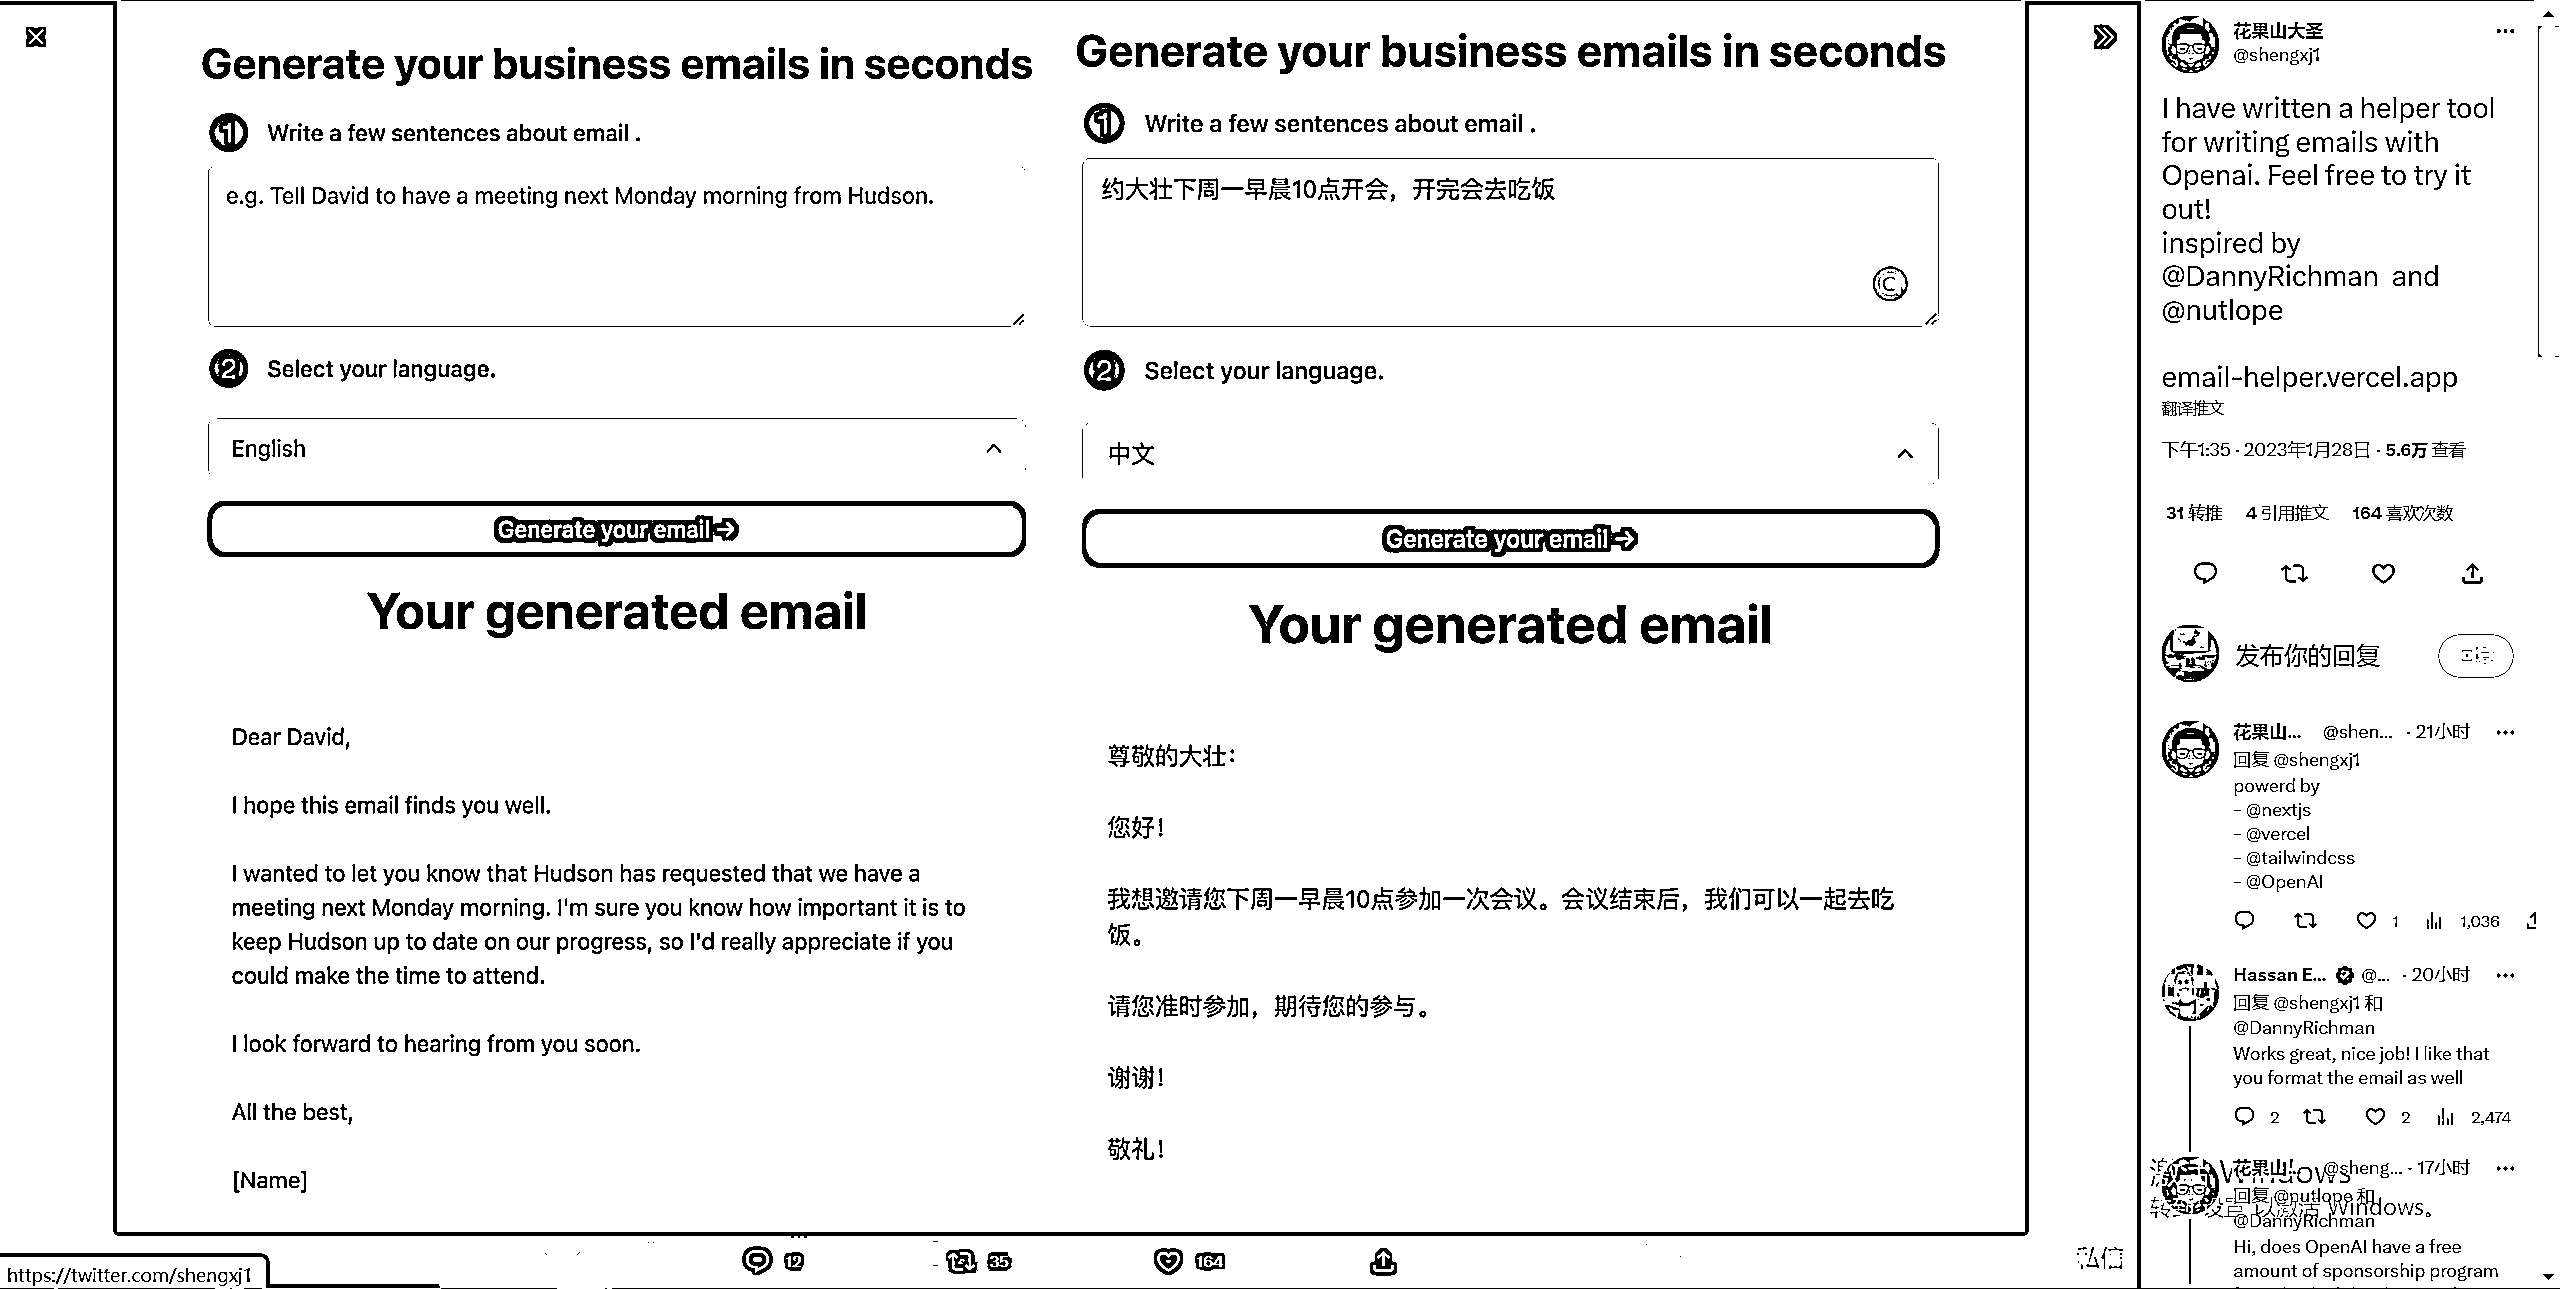 Generate your business emails in seconds
1 Write a few sentences about email .
e.g. Tell David to have a meeting next Monday morning from Hudson.
2 Select your language.
English
Generate your email →
Your generated email
Dear David,
I hope this email finds you well.
I wanted to let you know that Hudson has requested that we have a
meeting next Monday morning. I'm sure you know how important it is to
keep Hudson up to date on our progress, so I'd really appreciate if you
could make the time to attend.
I look forward to hearing from you soon.
All the best,
[Name]
Generate your business emails in seconds
1 Write a few sentences about email .
约大壮下周一早晨10点开会，开完会去吃饭
2 Select your language.
中文
Generate your email →
Your generated email
尊敬的大壮：
您好！
我想邀请您下周一早晨10点参加一次会议。会议结束后，我们可以一起去吃
饭。
请您准时参加，期待您的参与。
谢谢！
敬礼！
12 35 164
https://twitter.com/shengxj1
花果山大圣
@shengxj1
I have written a helper tool
for writing emails with
Openai. Feel free to try it
out!
inspired by
@DannyRichman and
@nutlope
email-helper.vercel.app
翻译推文
下午1:35 · 2023年1月28日 · 5.6万 查看
31 转推 4 引用推文 164 喜欢次数
发布你的回复
花果山... @shen... · 21小时
回复 @shengxj1
powerd by
- @nextjs
- @vercel
- @tailwindcss
- @OpenAI
1 1,036
Hassan E... @... · 20小时
回复 @shengxj1 和
@DannyRichman
Works great, nice job! I like that
you format the email as well
2 2 2,474
花果山... @sheng... · 17小时
回复 @nutlope 和
@DannyRichman
Hi, does OpenAI have a free
amount of sponsorship program
Windows
以激活 Windows。